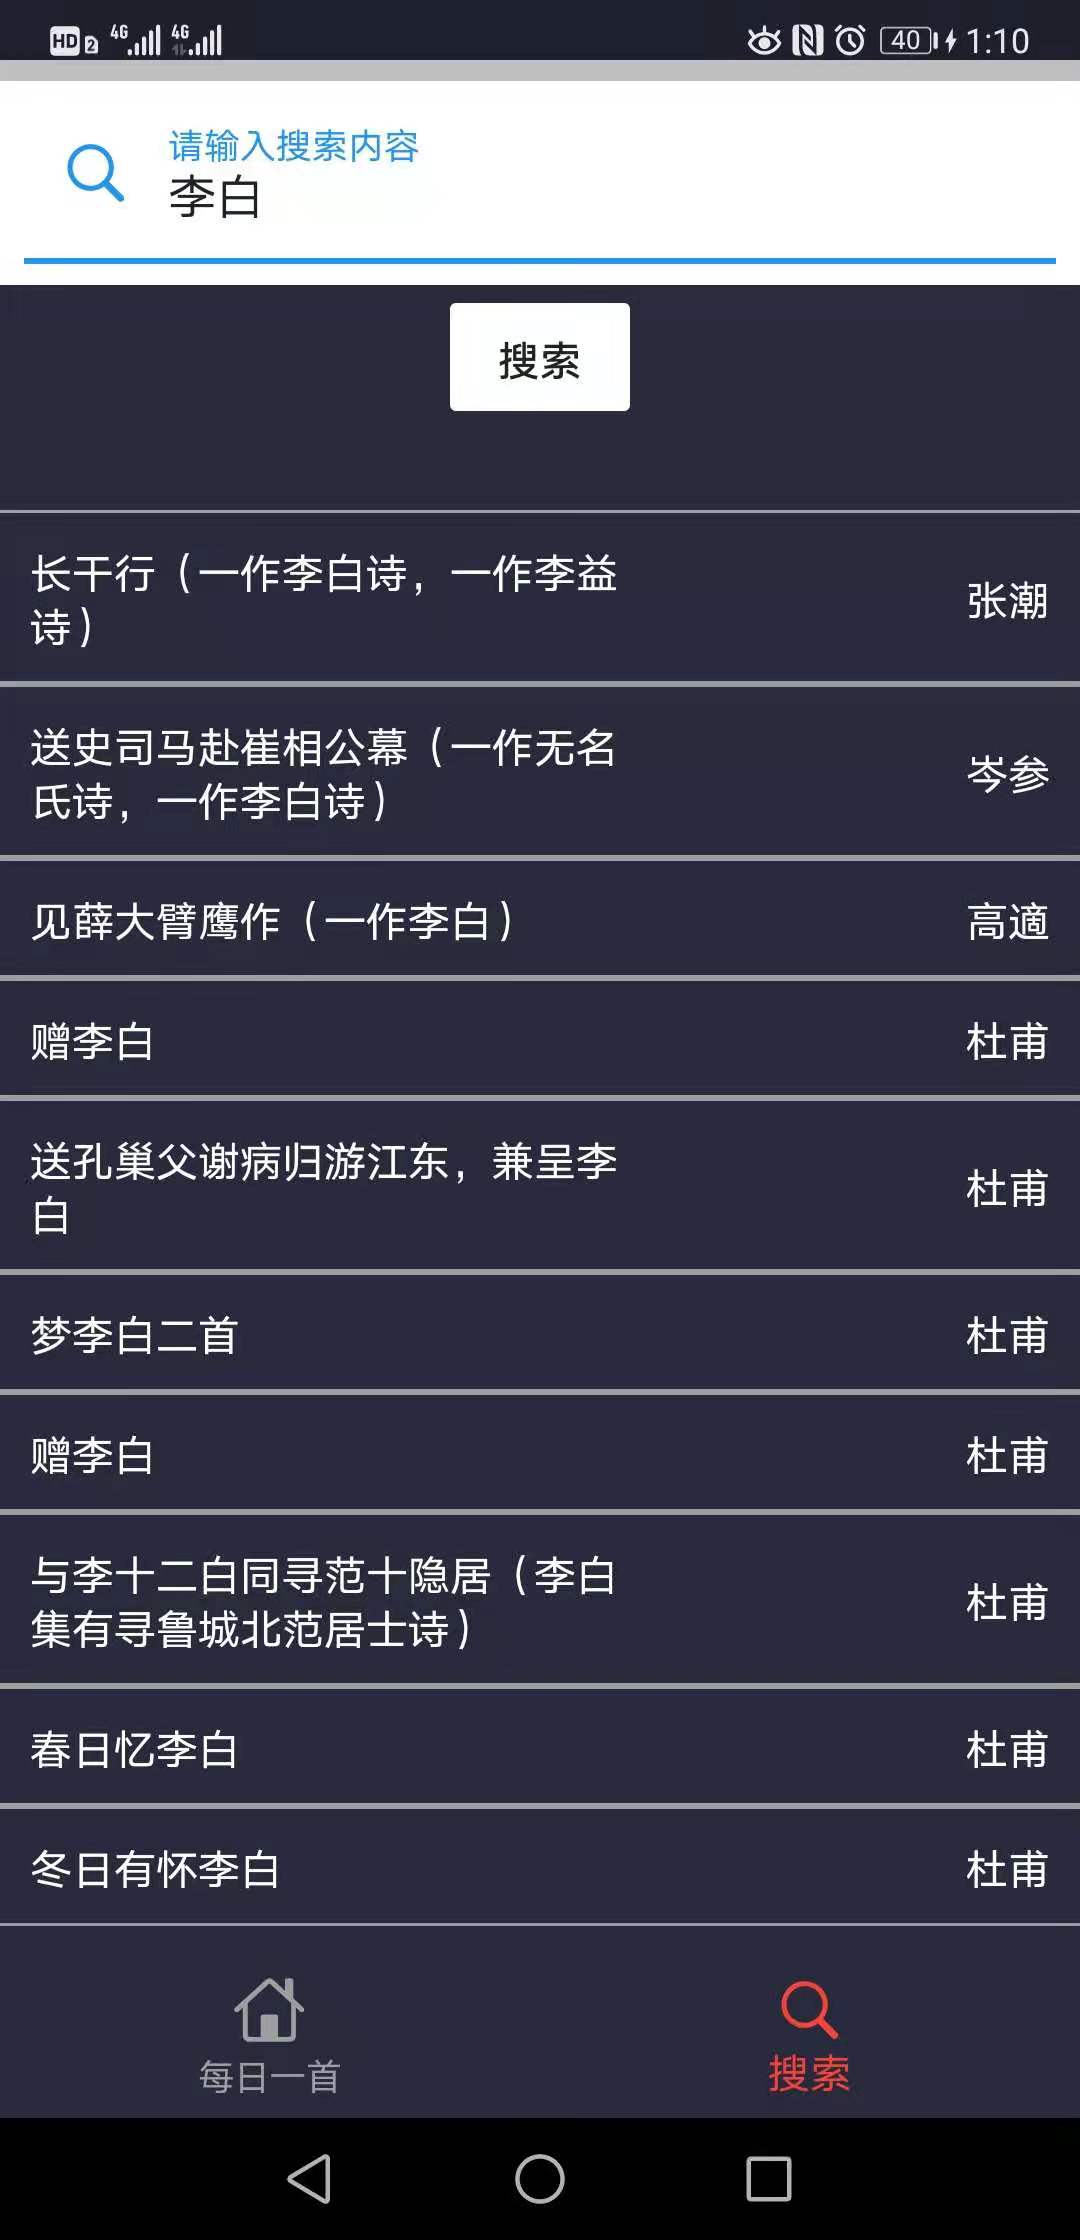 HD 2 4G 4G 40 1:10
请输入搜索内容
李白
搜索
长干行（一作李白诗，一作李益
诗）
张潮
送史司马赴崔相公幕（一作无名
氏诗，一作李白诗）
岑参
见薛大臂鹰作（一作李白）
高適
赠李白
杜甫
送孔巢父谢病归游江东，兼呈李
白
杜甫
梦李白二首
杜甫
赠李白
杜甫
与李十二白同寻范十隐居（李白
集有寻鲁城北范居士诗）
杜甫
春日忆李白
杜甫
冬日有怀李白
杜甫
每日一首
搜索